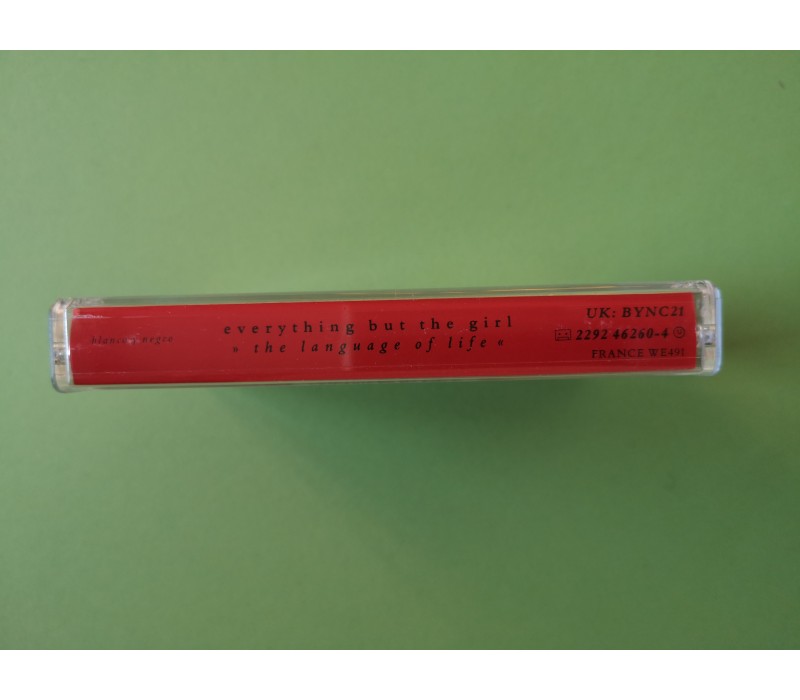 blanco y negro
everything but the girl
» the language of life «
UK: BYNC21
2292 46260-4 M
FRANCE WE491